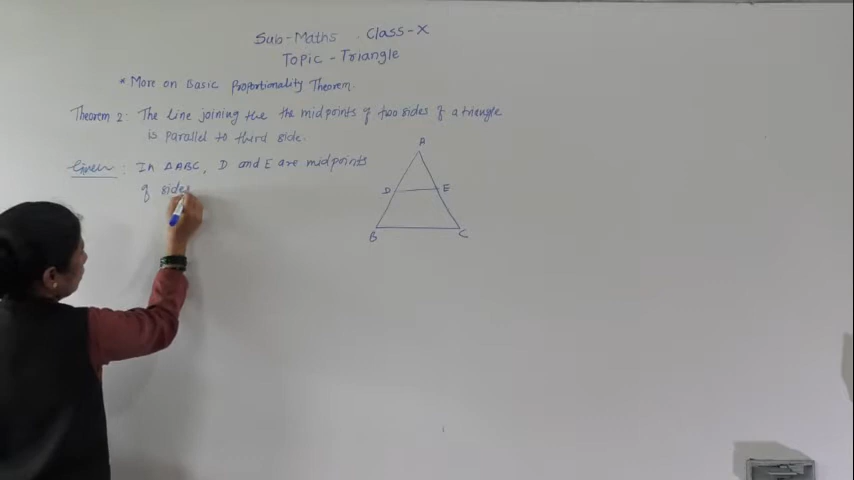 Sub-Maths Class-X
Topic - Triangle
* More on Basic Proportionality Theorem.
Theorem 2: The line joining the the midpoints of two sides of a triangle
is parallel to third side.
Given: In △ABC, D and E are midpoints
of sides
A
D E
B C